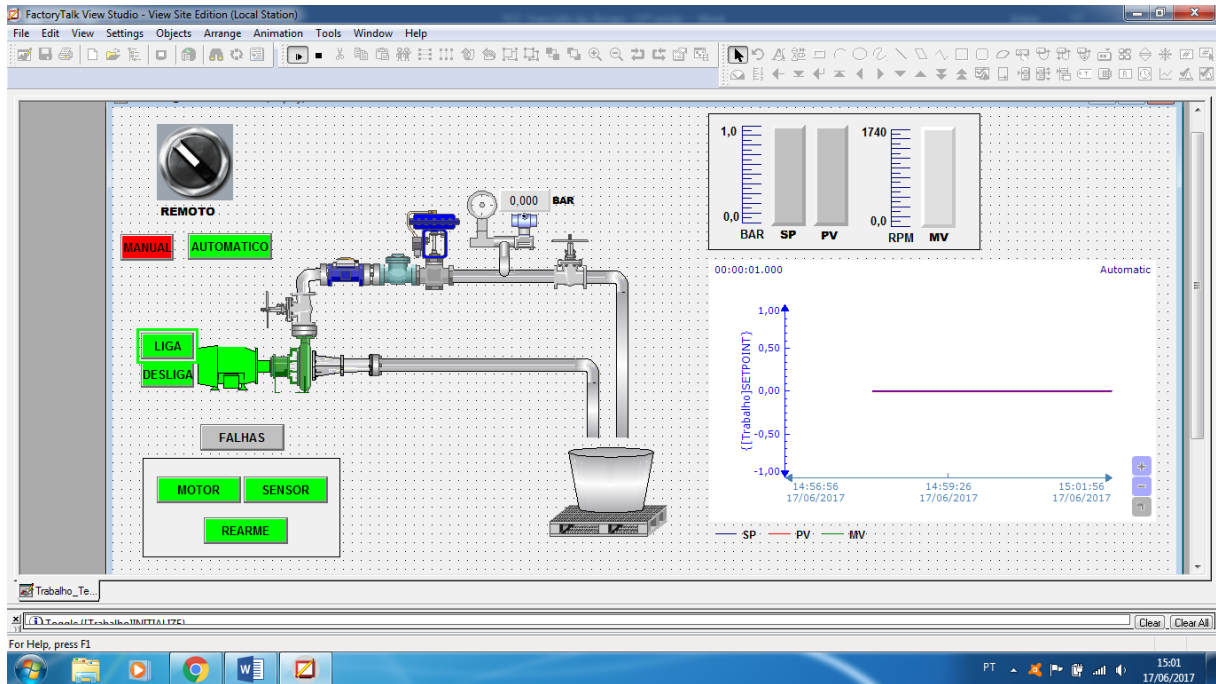 FactoryTalk View Studio - View Site Edition (Local Station)
File Edit View Settings Objects Arrange Animation Tools Window Help
REMOTO
MANUAL
AUTOMATICO
0,000
BAR
LIGA
DESLIGA
FALHAS
MOTOR
SENSOR
REARME
1,0
0,0
BAR
SP
PV
1740
0,0
RPM
MV
00:00:01.000
Automatic
{[Trabalho]SETPOINT}
1,00
0,50
0,00
-0,50
-1,00
14:56:56
17/06/2017
14:59:26
17/06/2017
15:01:56
17/06/2017
SP PV MV
Trabalho_Te...
Toggle {[Trabalho]INITIALIZE}
Clear
Clear All
For Help, press F1
PT
15:01
17/06/2017